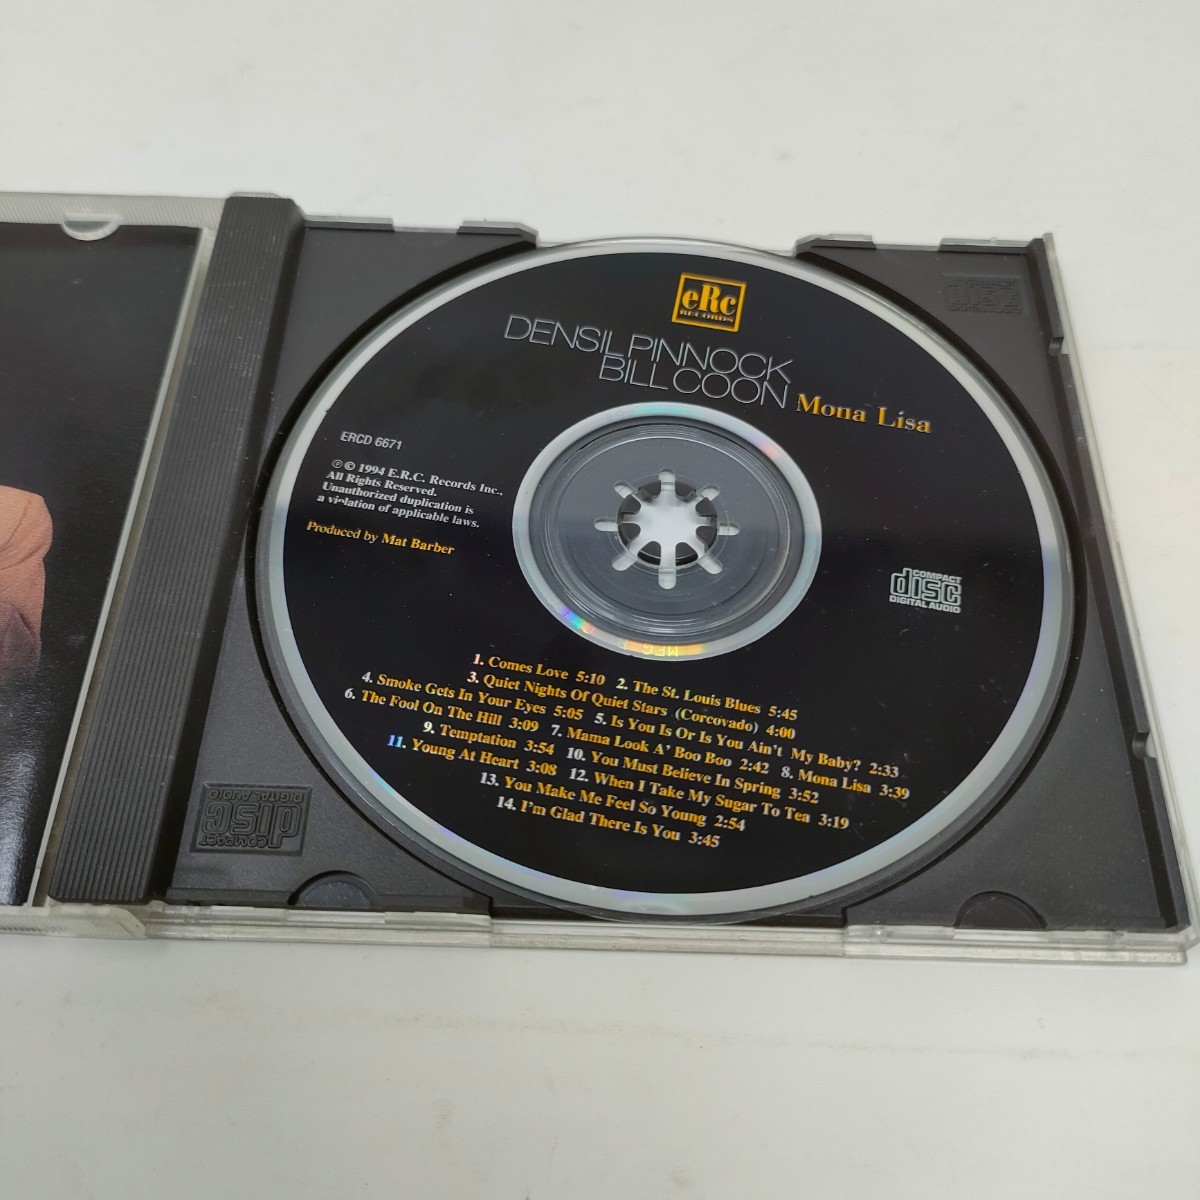 eRc
RECORDS
DENSIL PINNOCK
BILL COON Mona Lisa
ERCD 6671
℗ © 1994 E.R.C. Records Inc.,
All Rights Reserved.
Unauthorized duplication is
a violation of applicable laws.
Produced by Mat Barber
COMPACT
disc
DIGITAL AUDIO
1. Comes Love 5:10 2. The St. Louis Blues 5:45
3. Quiet Nights Of Quiet Stars (Corcovado) 4:00
4. Smoke Gets In Your Eyes 5:05 5. Is You Is Or Is You Ain't My Baby? 2:33
6. The Fool On The Hill 3:09 7. Mama Look A' Boo Boo 2:42 8. Mona Lisa 3:39
9. Temptation 3:54 10. You Must Believe In Spring 3:52
11. Young At Heart 3:08 12. When I Take My Sugar To Tea 3:19
13. You Make Me Feel So Young 2:54
14. I'm Glad There Is You 3:45
COMPACT
disc
DIGITAL AUDIO